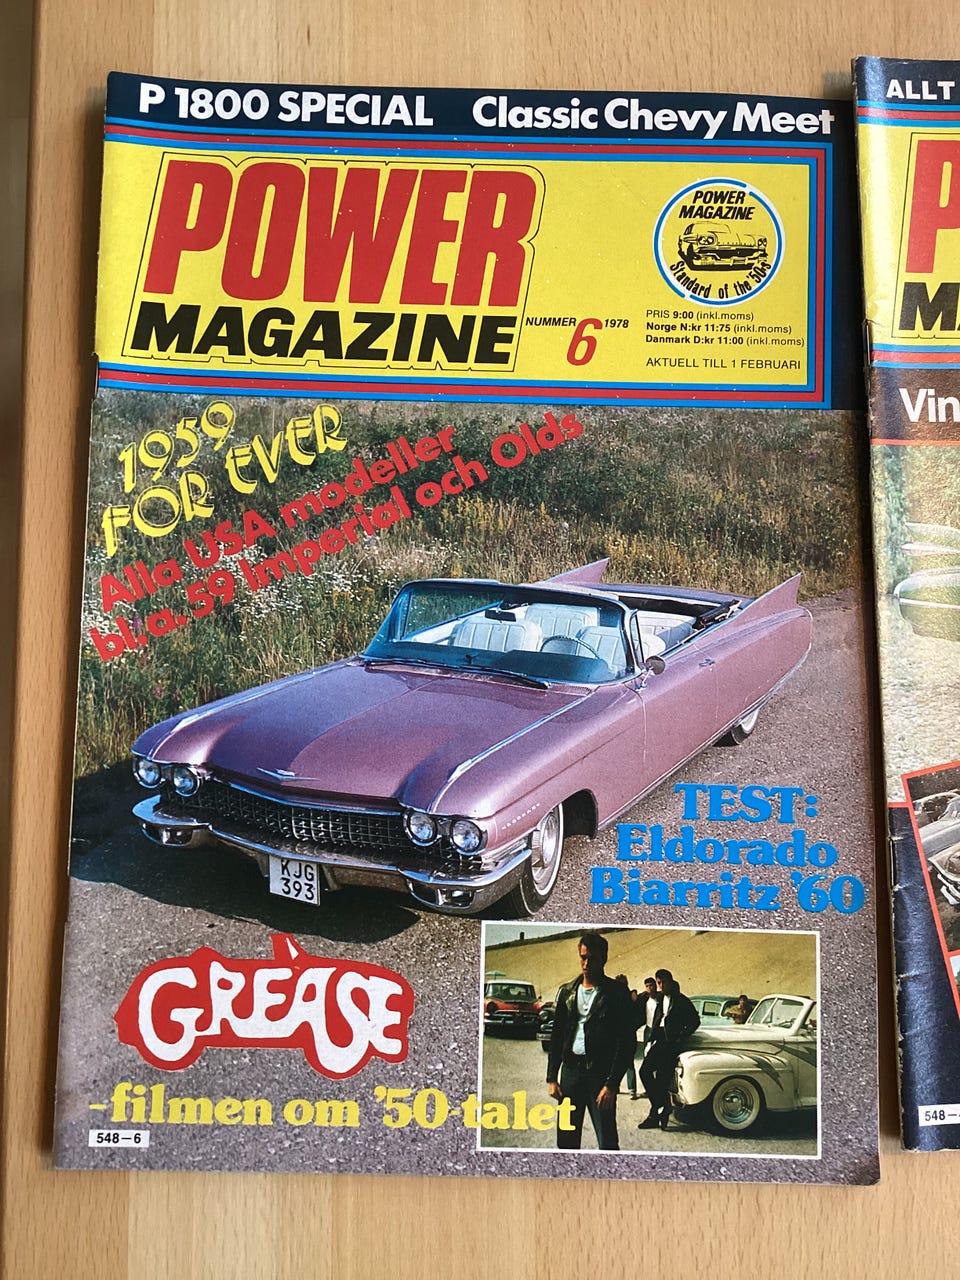 P 1800 SPECIAL Classic Chevy Meet
POWER
MAGAZINE
NUMMER 6 1978
POWER
MAGAZINE
Standard of the '50s
PRIS 9:00 (inkl.moms)
Norge N:kr 11:75 (inkl.moms)
Danmark D:kr 11:00 (inkl.moms)
AKTUELL TILL 1 FEBRUARI
1959
FOR EVER
Alla USA modeller
bl. a. 59 Imperial och Olds
KJG
393
TEST:
Eldorado
Biarritz '60
GREASE
-filmen om '50-talet
548-6
ALLT
P
MA
Vin
548-